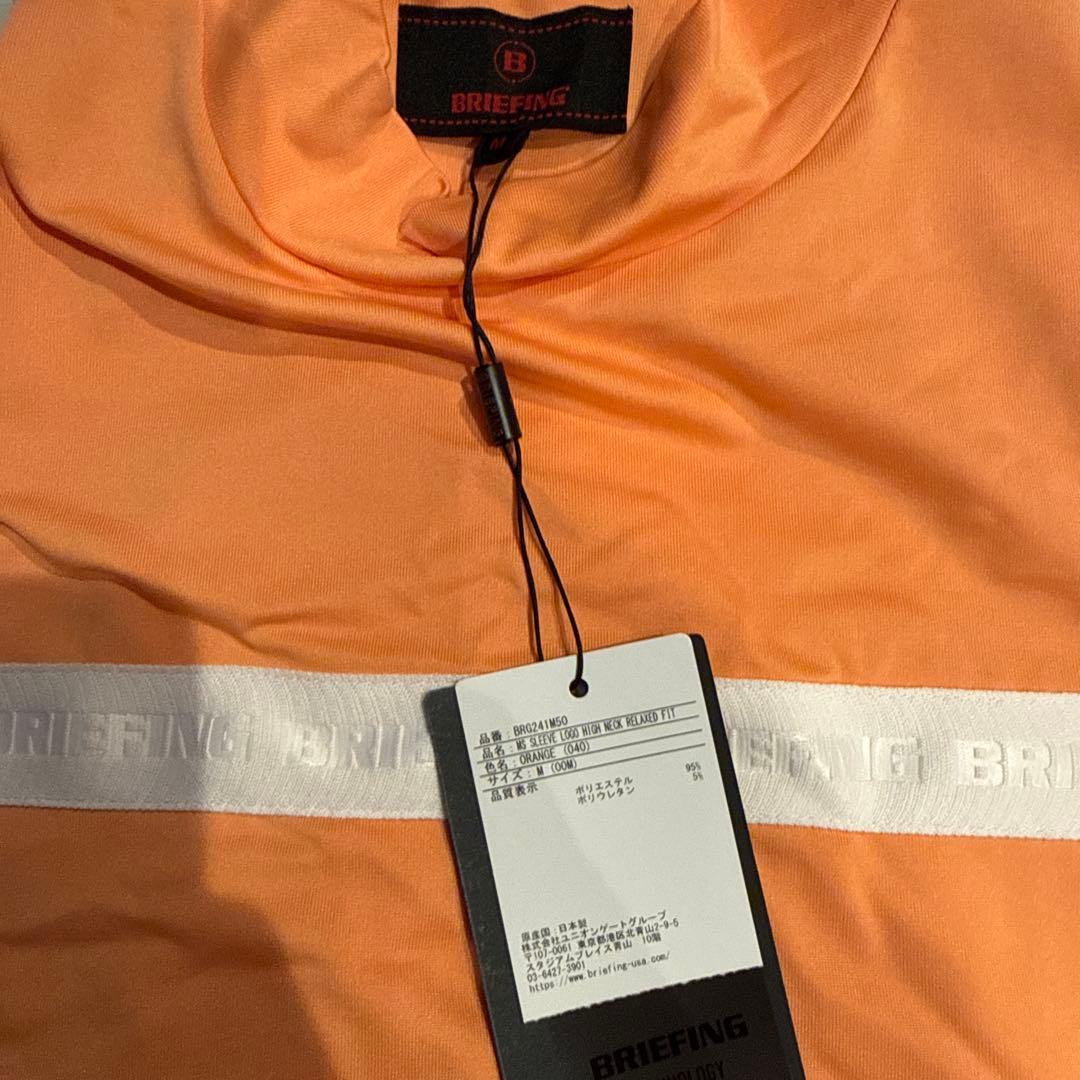 B
BRIEFING
M
BRIEFING BRIE
EFING BRI
品番 : BRG241M50
品名 : MS SLEEVE LOGO HIGH NECK RELAXED FIT
色名 : ORANGE (040)
サイズ : M (00M)
品質表示 ポリエステル 95%
ポリウレタン 5%
原産国 : 日本製
株式会社ユニオンゲートグループ
〒107-0061 東京都港区北青山2-9-5
スタジアムプレイス青山 10階
03-6427-3901
https://www.briefing-usa.com/
BRIEFING